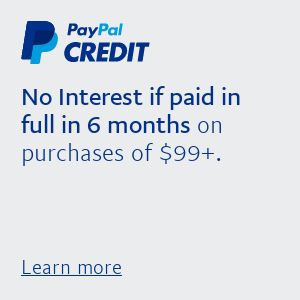 PayPal
CREDIT
No Interest if paid in
full in 6 months on
purchases of $99+.
Learn more